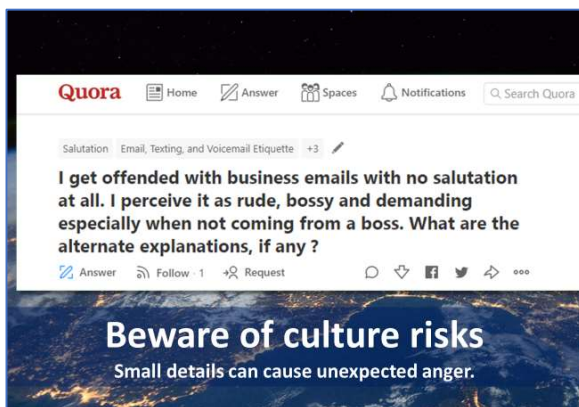 Quora Home Answer Spaces Notifications Search Quora
Salutation Email, Texting, and Voicemail Etiquette +3
I get offended with business emails with no salutation
at all. I perceive it as rude, bossy and demanding
especially when not coming from a boss. What are the
alternate explanations, if any ?
Answer Follow · 1 Request
Beware of culture risks
Small details can cause unexpected anger.